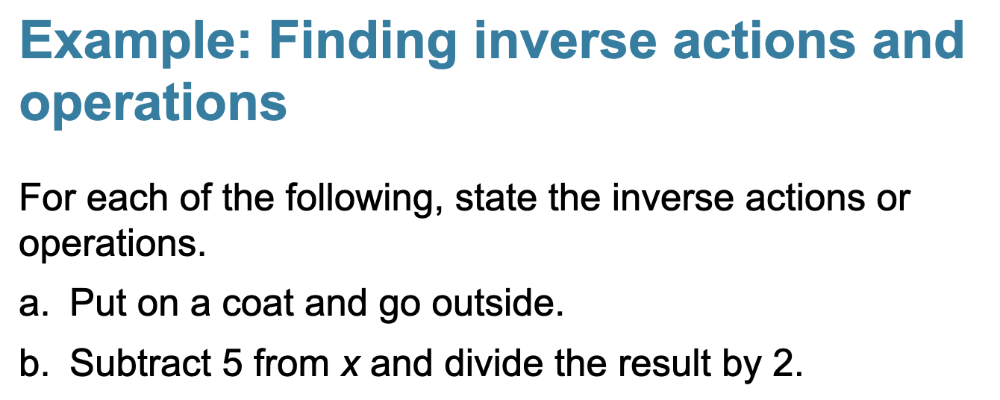 Example: Finding inverse actions and
operations
For each of the following, state the inverse actions or
operations.
a. Put on a coat and go outside.
b. Subtract 5 from x and divide the result by 2.